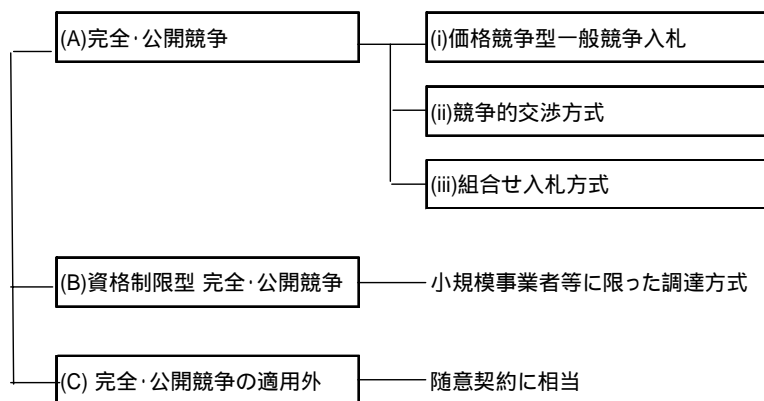 (A)完全·公開競争
(i)価格競争型一般競争入札
(ii)競争的交渉方式
(iii)組合せ入札方式
(B)資格制限型 完全·公開競争
小規模事業者等に限った調達方式
(C) 完全·公開競争の適用外
随意契約に相当